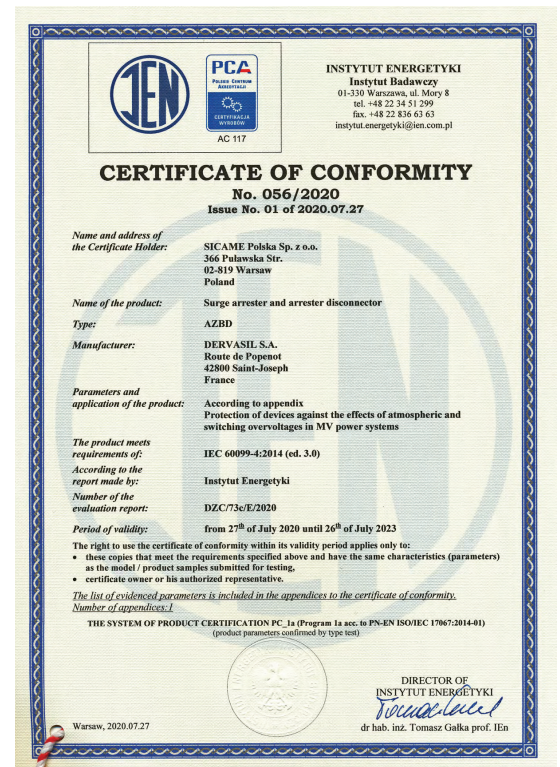 IEN
PCA
POLSKIE CENTRUM
AKREDYTACJI
CERTYFIKACJA
WYROBÓW
AC 117
INSTYTUT ENERGETYKI
Instytut Badawczy
01-330 Warszawa, ul. Mory 8
tel. +48 22 34 51 299
fax. +48 22 836 63 63
instytut.energetyki@ien.com.pl
CERTIFICATE OF CONFORMITY
No. 056/2020
Issue No. 01 of 2020.07.27
Name and address of
the Certificate Holder: SICAME Polska Sp. z o.o.
366 Puławska Str.
02-819 Warsaw
Poland
Name of the product: Surge arrester and arrester disconnector
Type: AZBD
Manufacturer: DERVASIL S.A.
Route de Popenot
42800 Saint-Joseph
France
Parameters and
application of the product: According to appendix
Protection of devices against the effects of atmospheric and
switching overvoltages in MV power systems
The product meets
requirements of: IEC 60099-4:2014 (ed. 3.0)
According to the
report made by: Instytut Energetyki
Number of the
evaluation report: DZC/73c/E/2020
Period of validity: from 27th of July 2020 until 26th of July 2023
The right to use the certificate of conformity within its validity period applies only to:
• these copies that meet the requirements specified above and have the same characteristics (parameters)
as the model / product samples submitted for testing,
• certificate owner or his authorized representative.
The list of evidenced parameters is included in the appendices to the certificate of conformity.
Number of appendices:1
THE SYSTEM OF PRODUCT CERTIFICATION PC_1a (Program 1a acc. to PN-EN ISO/IEC 17067:2014-01)
(product parameters confirmed by type test)
DIRECTOR OF
INSTYTUT ENERGETYKI
Warsaw, 2020.07.27
dr hab. inż. Tomasz Gałka prof. IEn